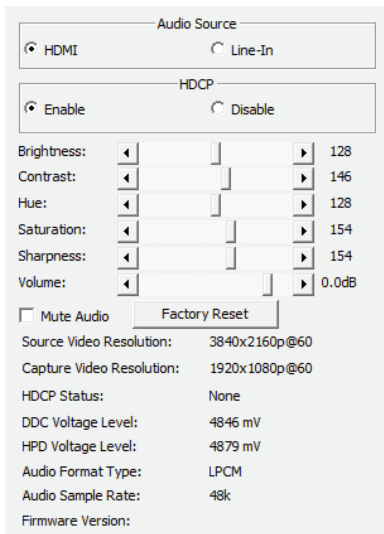 Audio Source
HDMI Line-In
HDCP
Enable Disable
Brightness: 128
Contrast: 146
Hue: 128
Saturation: 154
Sharpness: 154
Volume: 0.0dB
Mute Audio Factory Reset
Source Video Resolution: 3840x2160p@60
Capture Video Resolution: 1920x1080p@60
HDCP Status: None
DDC Voltage Level: 4846 mV
HPD Voltage Level: 4879 mV
Audio Format Type: LPCM
Audio Sample Rate: 48k
Firmware Version: